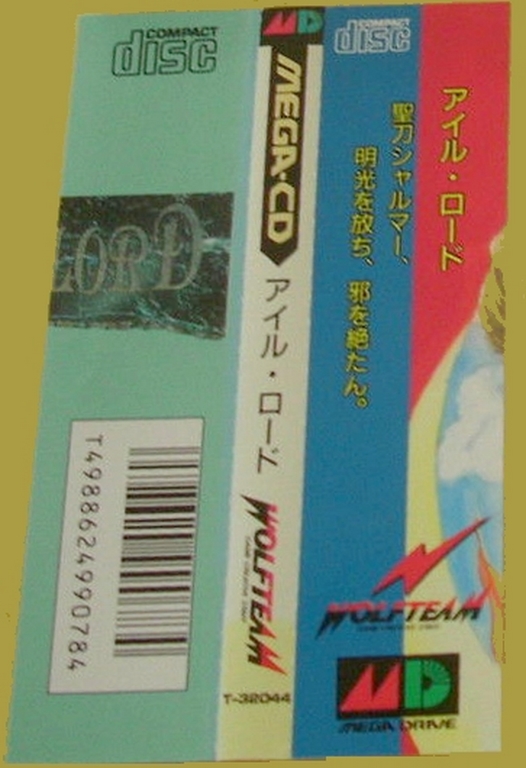 COMPACT
disc
LORD
T4988624990784
MD
MEGA-CD
アイル・ロード
WOLFTEAM
T-32044
COMPACT
disc
アイル・ロード
聖刀シャルマー、
明光を放ち、邪を絶たん。
WOLFTEAM
MD
MEGA DRIVE